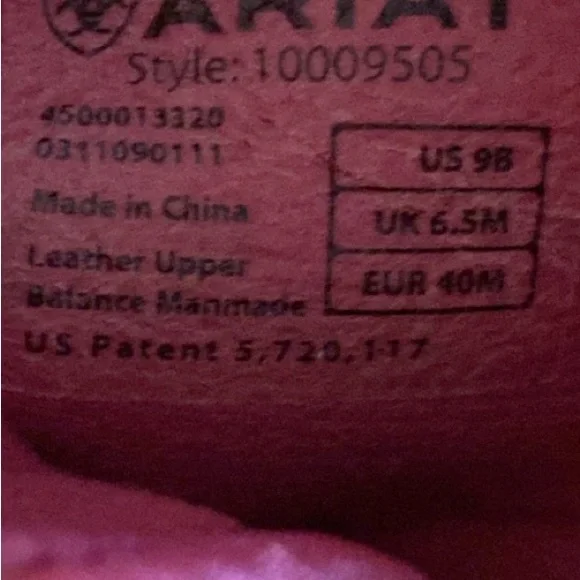 ARIAT
Style: 10009505
4500013320
0311090111
Made in China
Leather Upper
Balance Manmade
US Patent 5,720,117
US 9B
UK 6.5M
EUR 40M